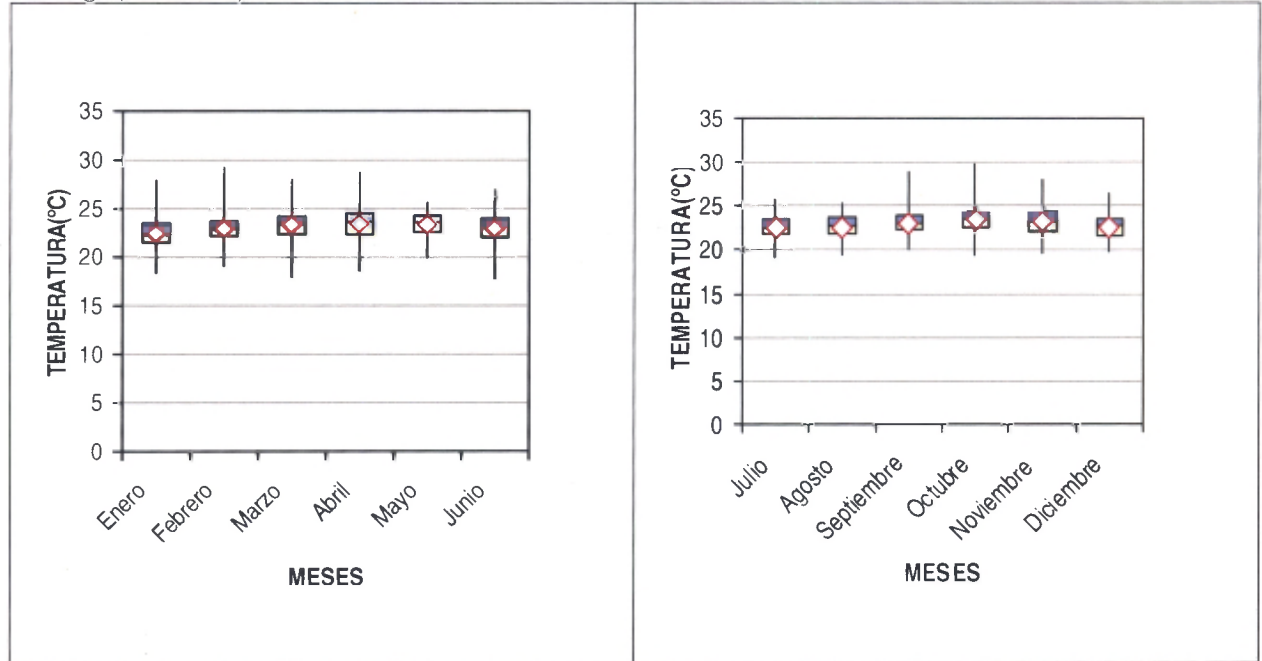 35
30
25
20
15
10
5
0
TEMPERATURA(ºC)
Enero
Febrero
Marzo
Abril
Mayo
Junio
MESES
35
30
25
20
15
10
5
0
TEMPERATURA(ºC)
Julio
Agosto
Septiembre
Octubre
Noviembre
Diciembre
MESES